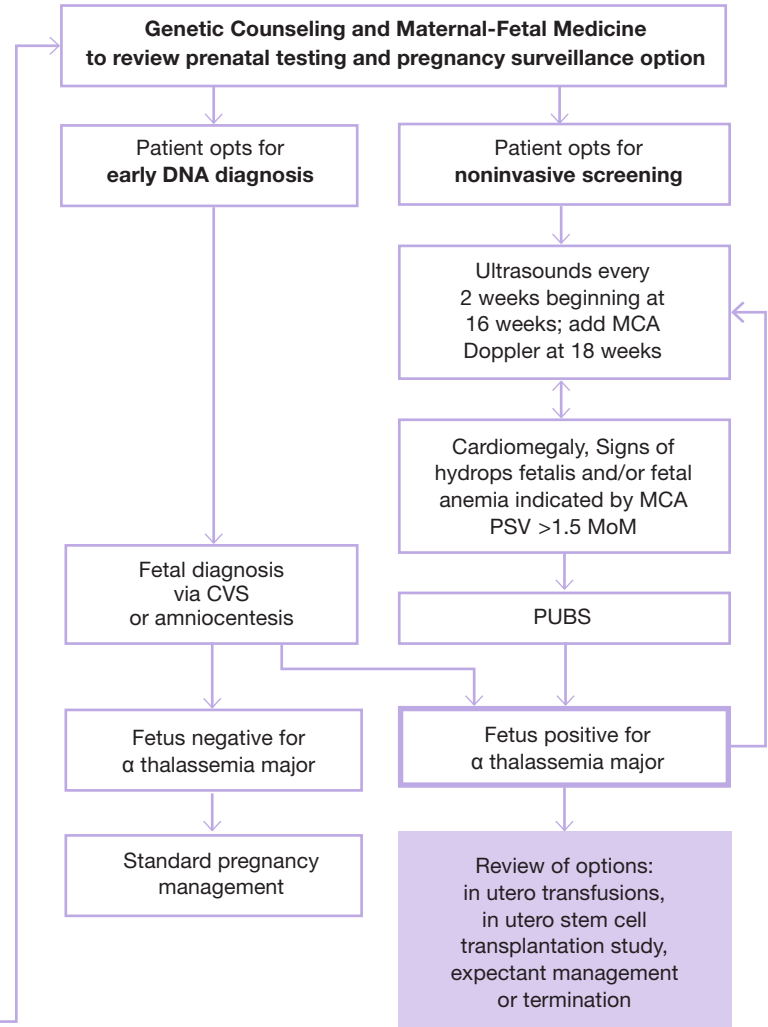 Genetic Counseling and Maternal-Fetal Medicine
to review prenatal testing and pregnancy surveillance option
Patient opts for
early DNA diagnosis
Patient opts for
noninvasive screening
Ultrasounds every
2 weeks beginning at
16 weeks; add MCA
Doppler at 18 weeks
Cardiomegaly, Signs of
hydrops fetalis and/or fetal
anemia indicated by MCA
PSV >1.5 MoM
Fetal diagnosis
via CVS
or amniocentesis
PUBS
Fetus negative for
α thalassemia major
Fetus positive for
α thalassemia major
Standard pregnancy
management
Review of options:
in utero transfusions,
in utero stem cell
transplantation study,
expectant management
or termination